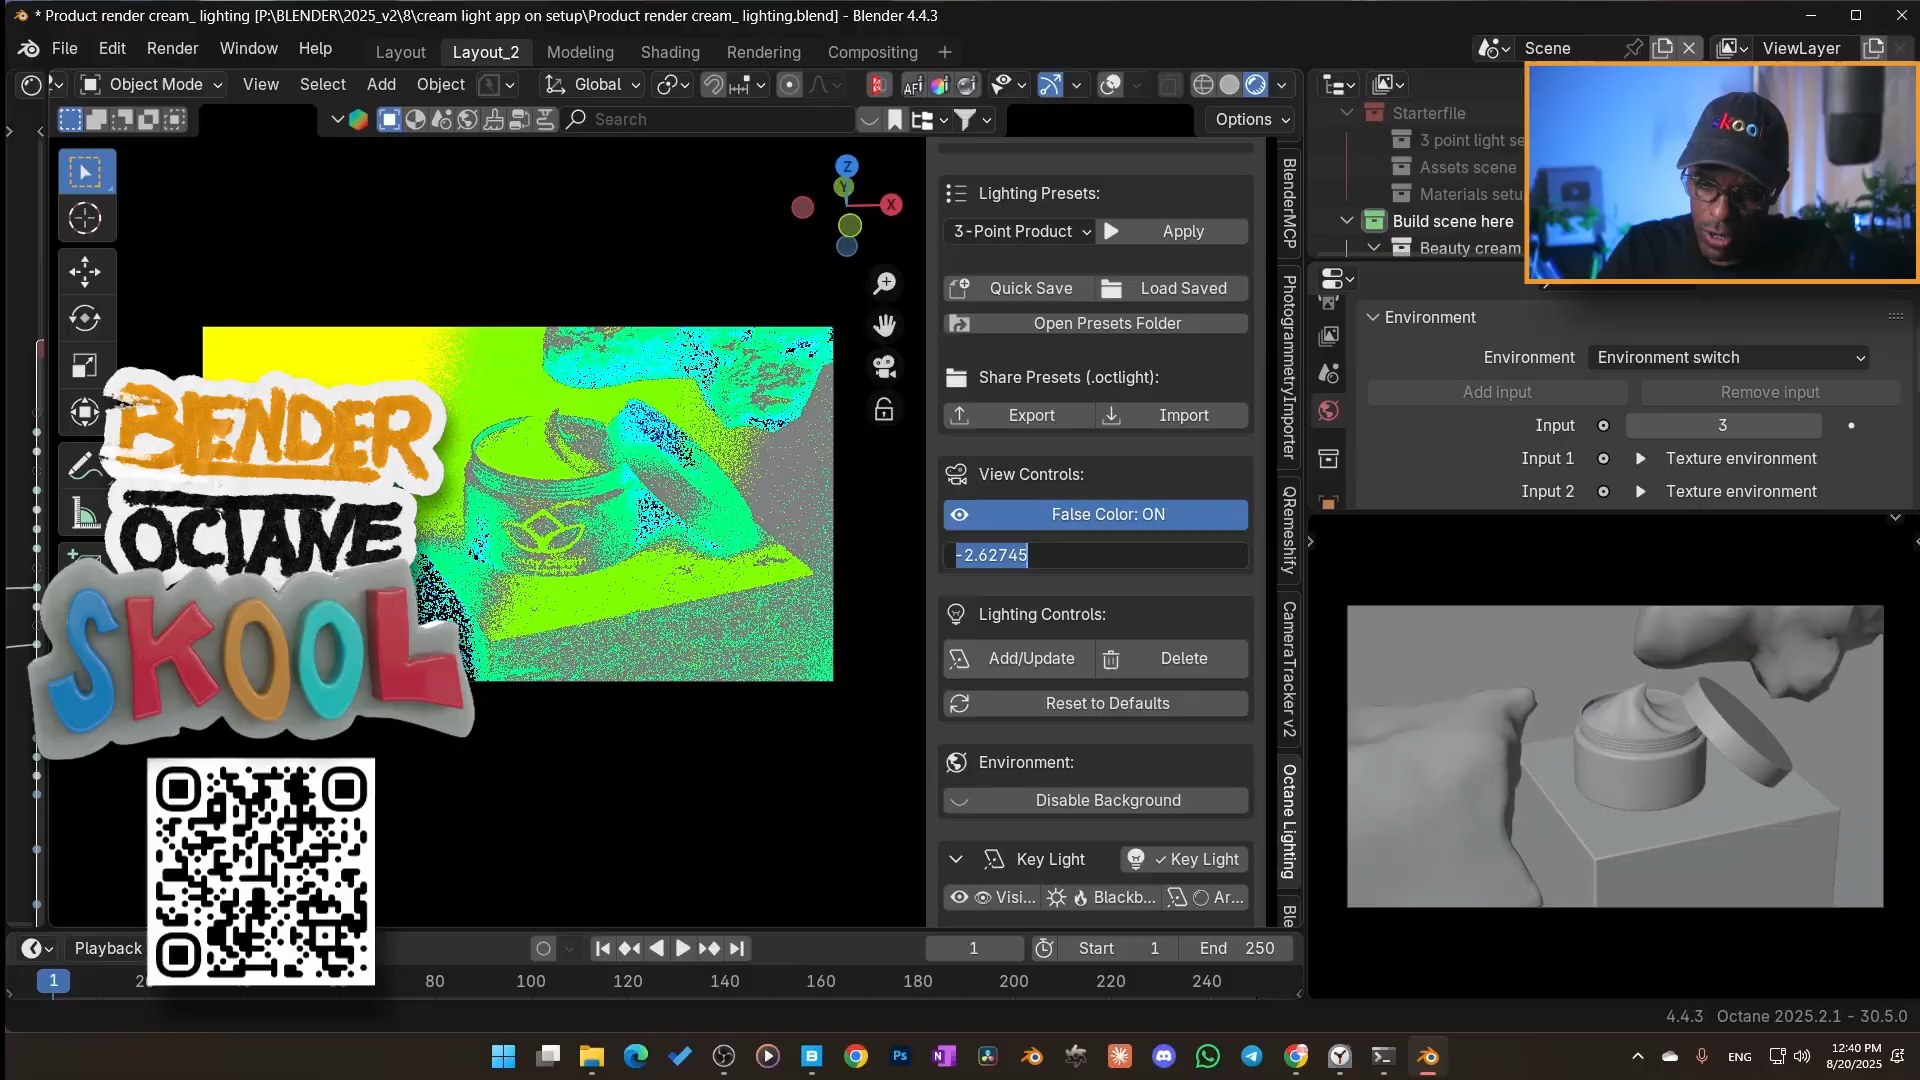 * Product render cream_ lighting [P:\BLENDER\2025_v2\8\cream light app on setup\Product render cream_ lighting.blend] - Blender 4.4.3
File Edit Render Window Help
Layout Layout_2 Modeling Shading Rendering Compositing +
Scene
ViewLayer
Object Mode View Select Add Object
Global
Search
Options
Starterfile
3 point light se
Assets scene
Materials setu
Build scene here
Beauty cream
skool
Z
Y
X
Lighting Presets:
3-Point Product
Apply
Quick Save
Load Saved
Open Presets Folder
Share Presets (.octlight):
Export
Import
View Controls:
False Color: ON
-2.62745
Lighting Controls:
Add/Update
Delete
Reset to Defaults
Environment:
Disable Background
Key Light
Key Light
Visi...
Blackb...
Ar...
BlenderMCP
PhotogrammetryImporter
QRemeshify
CameraTracker v2
Octane Lighting
Ble
Environment
Environment Environment switch
Add input Remove input
Input 3
Input 1 Texture environment
Input 2 Texture environment
BLENDER
OCTANE
SKOOL
Playback
1
Start 1
End 250
1
80 100 120 140 160 180 200 220 240
4.4.3 Octane 2025.2.1 - 30.5.0
ENG
12:40 PM
8/20/2025